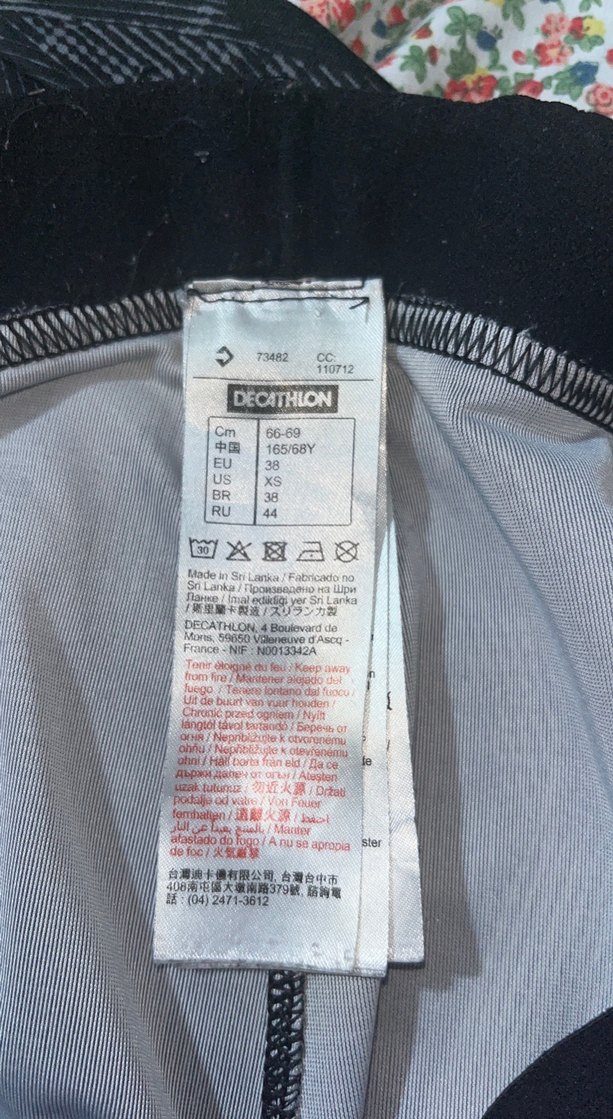 73482 CC:
110712
DECATHLON
Cm 66-69
中国 165/68Y
EU 38
US XS
BR 38
RU 44
30
Made in Sri Lanka / Fabricado no
Sri Lanka / Произведено на Шри
Ланке / İmal edildiği yer Sri Lanka
/ 斯里蘭卡製造 / スリランカ製
DECATHLON, 4 Boulevard de
Mons, 59650 Villeneuve d'Ascq -
France - NIF : N0013342A
Tenir éloigné du feu / Keep away
from fire / Mantener alejado del
fuego / Tenere lontano dal fuoco /
Uit de buurt van vuur houden /
Chronić przed ogniem / Nyílt
lángtól távol tartandó / Беречь от
огня / Nepribližujte k otvorenému
ohňu / Nepřibližujte k otevřenému
ohni / Håll borta från eld / Да се
държи далеч от огъня / Ateşten
uzak tutunuz / 勿近火源 / Držati
podalje od vatre / Von Feuer
fernhalten / 遠離火源 / احفظ
بالمنتج بعيداً عن النار / Manter
afastado do fogo / A nu se apropia
de foc / 火気厳禁
台灣迪卡儂有限公司, 台灣台中市
408南屯區大墩南路379號, 諮詢電
話 : (04) 2471-3612
ster